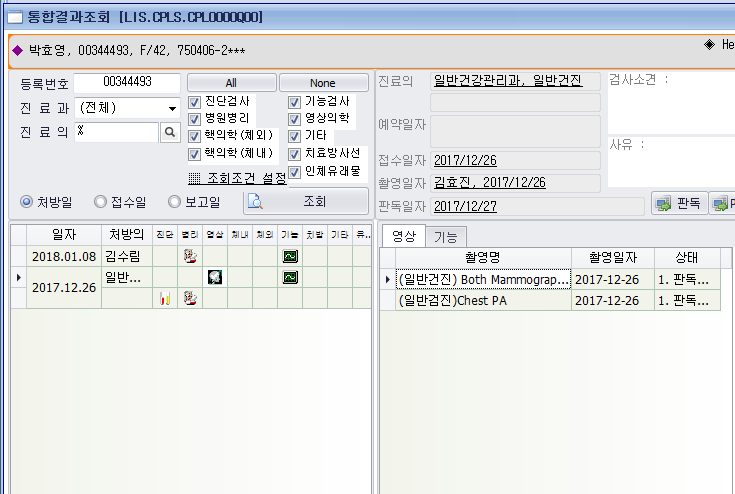 통합결과조회 [LIS.CPLS.CPL0000Q00]
박효영, 00344493, F/42, 750406-2***
He
등록번호 00344493 All None
진 료 과 (전체)
진 료 의 %
진단검사 기능검사
병원병리 영상의학
핵의학(체외) 기타
핵의학(체내) 치료방사선
조회조건 설정 인체유래물
처방일 접수일 보고일 조회
진료의 일반건강관리과, 일반건진
예약일자
접수일자 2017/12/26
촬영일자 김효진, 2017/12/26
판독일자 2017/12/27
검사소견 :
사유 :
판독 P
일자 처방의 진단 병리 영상 체내 체외 기능 치방 기타 유..
2018.01.08 김수림
2017.12.26 일반...
영상 기능
촬영명 촬영일자 상태
(일반건진) Both Mammograp... 2017-12-26 1. 판독...
(일반검진)Chest PA 2017-12-26 1. 판독...